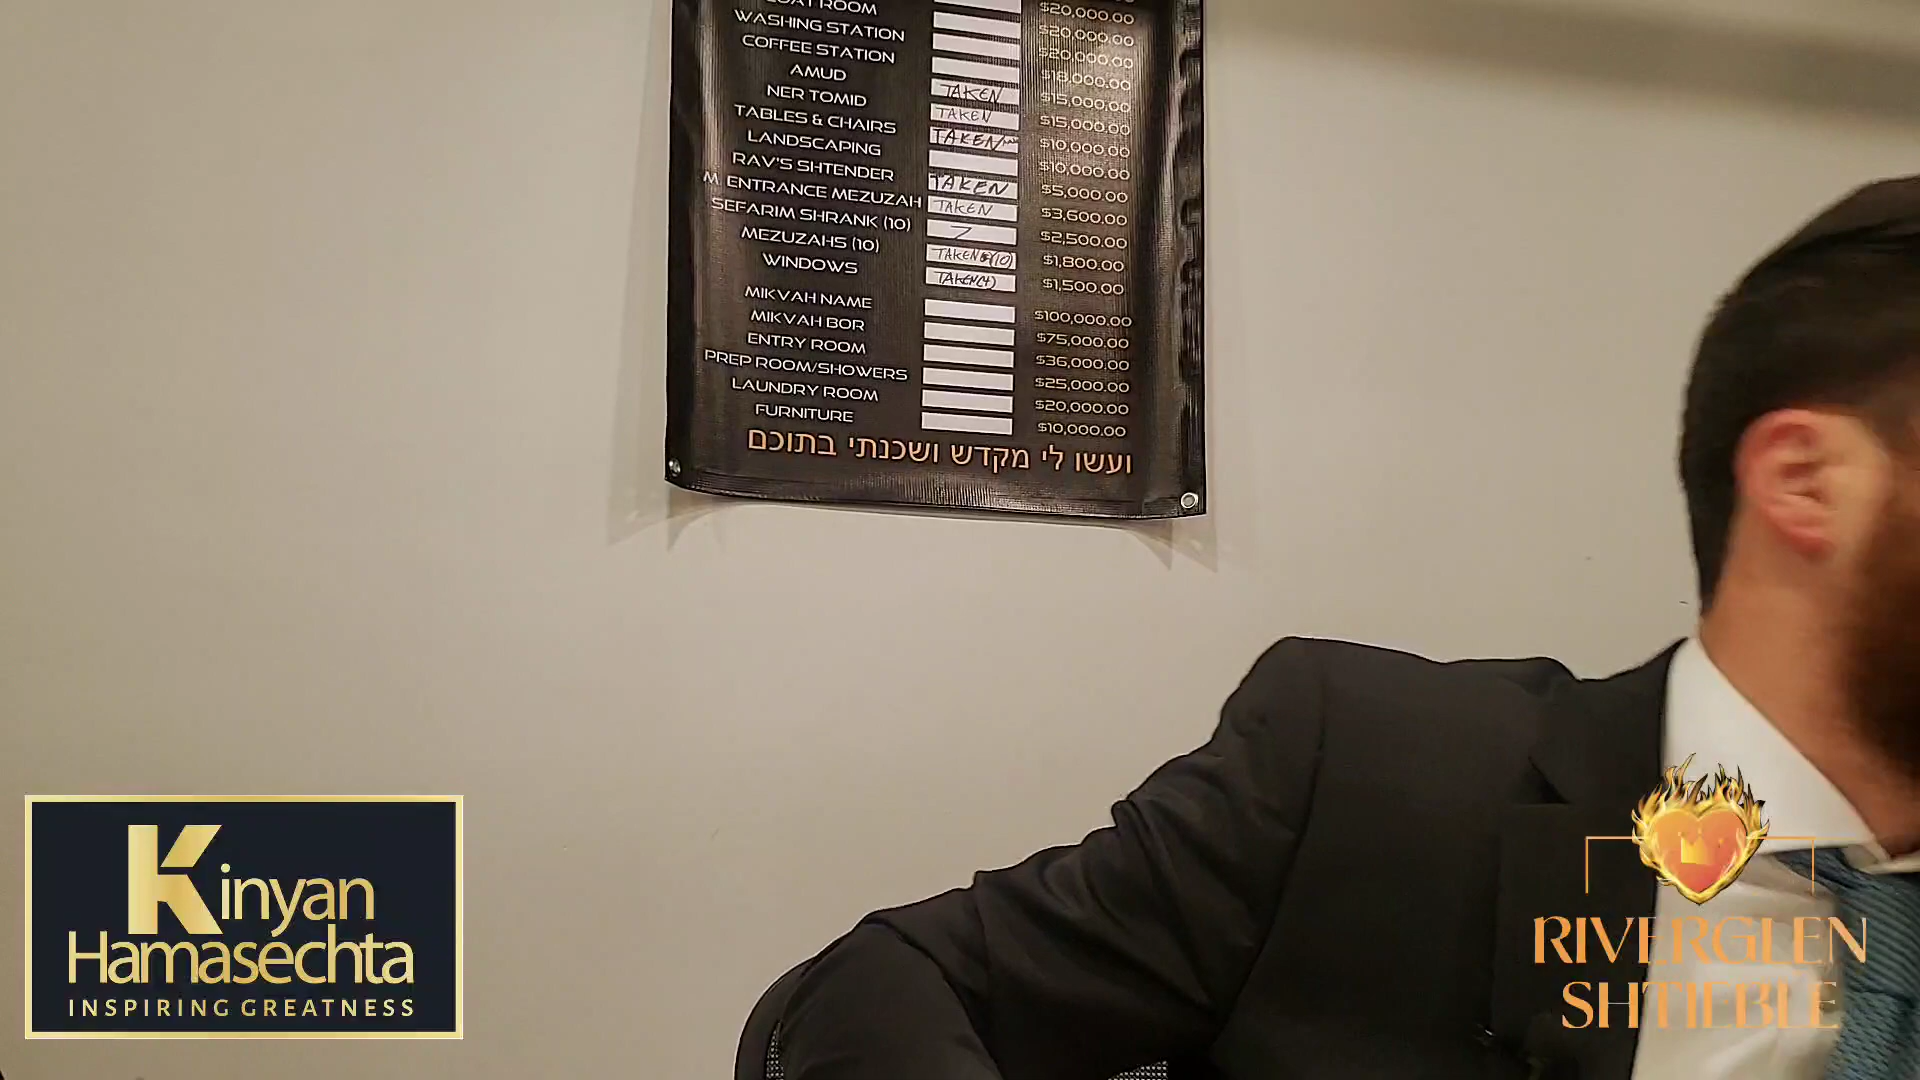 $20,000.00
ROOM $20,000.00
WASHING STATION $20,000.00
COFFEE STATION $18,000.00
AMUD TAKEN $15,000.00
NER TOMID TAKEN $15,000.00
TABLES & CHAIRS TAKEN $10,000.00
LANDSCAPING $10,000.00
RAV'S SHTENDER TAKEN $5,000.00
M. ENTRANCE MEZUZAH TAKEN $3,600.00
SEFARIM SHRANK (10) 7 $2,500.00
MEZUZAHS (10) TAKEN (10) $1,800.00
WINDOWS TAKEN(4) $1,500.00
MIKVAH NAME $100,000.00
MIKVAH BOR $75,000.00
ENTRY ROOM $36,000.00
PREP ROOM/SHOWERS $25,000.00
LAUNDRY ROOM $20,000.00
FURNITURE $10,000.00
ועשו לי מקדש ושכנתי בתוכם
Kinyan
Hamasechta
INSPIRING GREATNESS
RIVERGLEN
SHTIEBLE